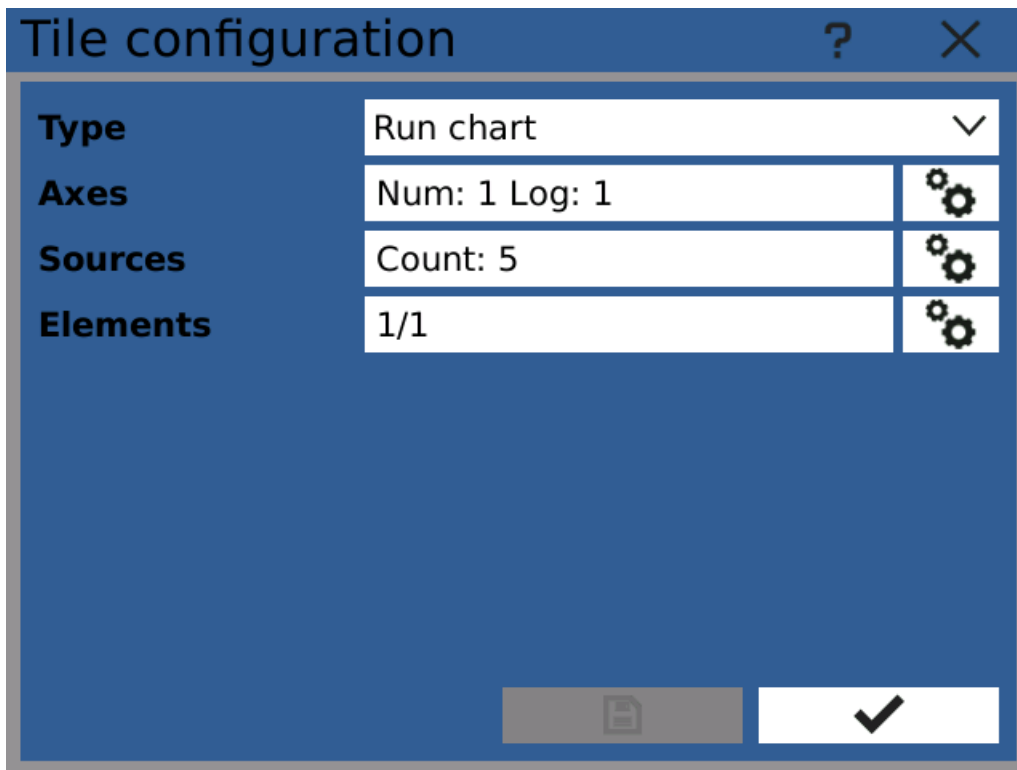 Tile configuration ?
Type Run chart
Axes Num: 1 Log: 1
Sources Count: 5
Elements 1/1